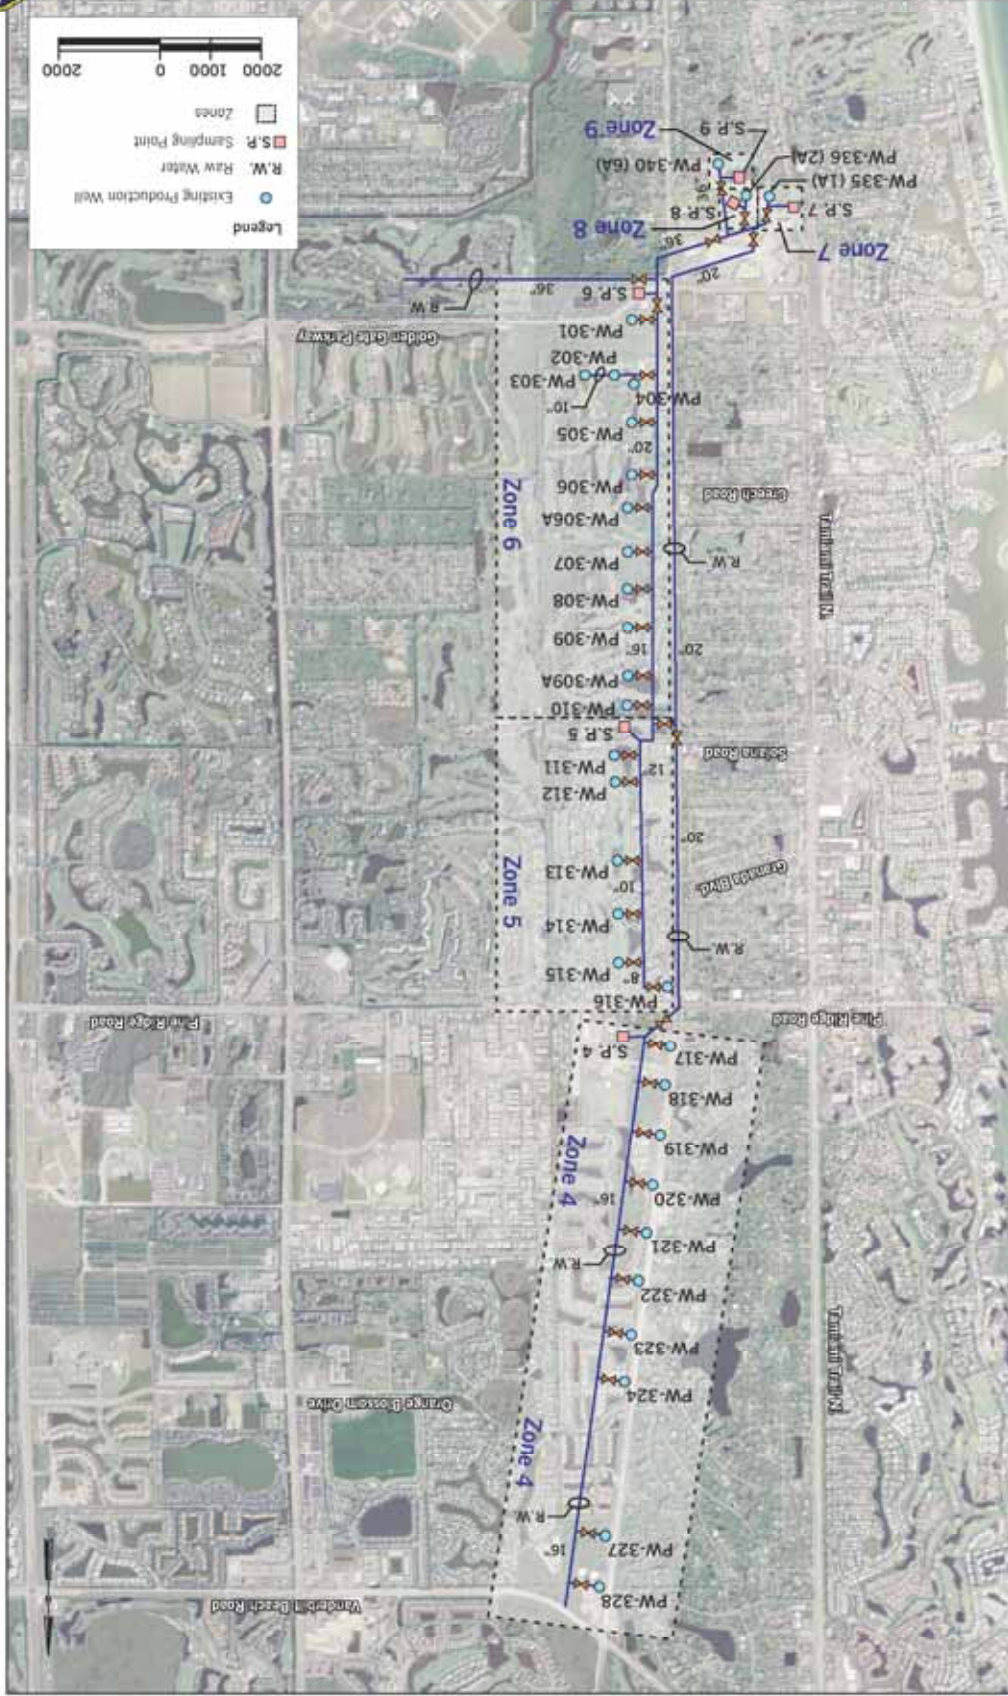 Legend
Existing Production Well
R.W. Raw Water
S.P. Sampling Point
Zones
2000 1000 0 2000
Vanderbilt Beach Road
PW-328
PW-327
16"
R.W.
Zone 4
Orange Blossom Drive
Tamiami Trail N.
PW-324
PW-323
PW-322
R.W.
PW-321
16"
PW-320
Zone 4
PW-319
PW-318
PW-317
S.P. 4
Pine Ridge Road
Pine Ridge Road
PW-316
8"
PW-315
R.W.
PW-314
10"
PW-313
Zone 5
Granada Blvd.
20"
PW-312
12"
PW-311
Solana Road
S.P. 5
PW-310
PW-309A
20"
16"
PW-309
PW-308
PW-307
R.W.
Tamiami Trail N.
PW-306A
Zone 6
Creech Road
PW-306
20"
PW-305
10"
PW-304
PW-303
PW-302
PW-301
Golden Gate Parkway
R.W.
S.P. 6
36"
20"
Zone 7
36"
Zone 8
S.P. 7
S.P. 8
36"
PW-335 (1A)
PW-336 (2A)
PW-340 (6A)
S.P. 9
Zone 9